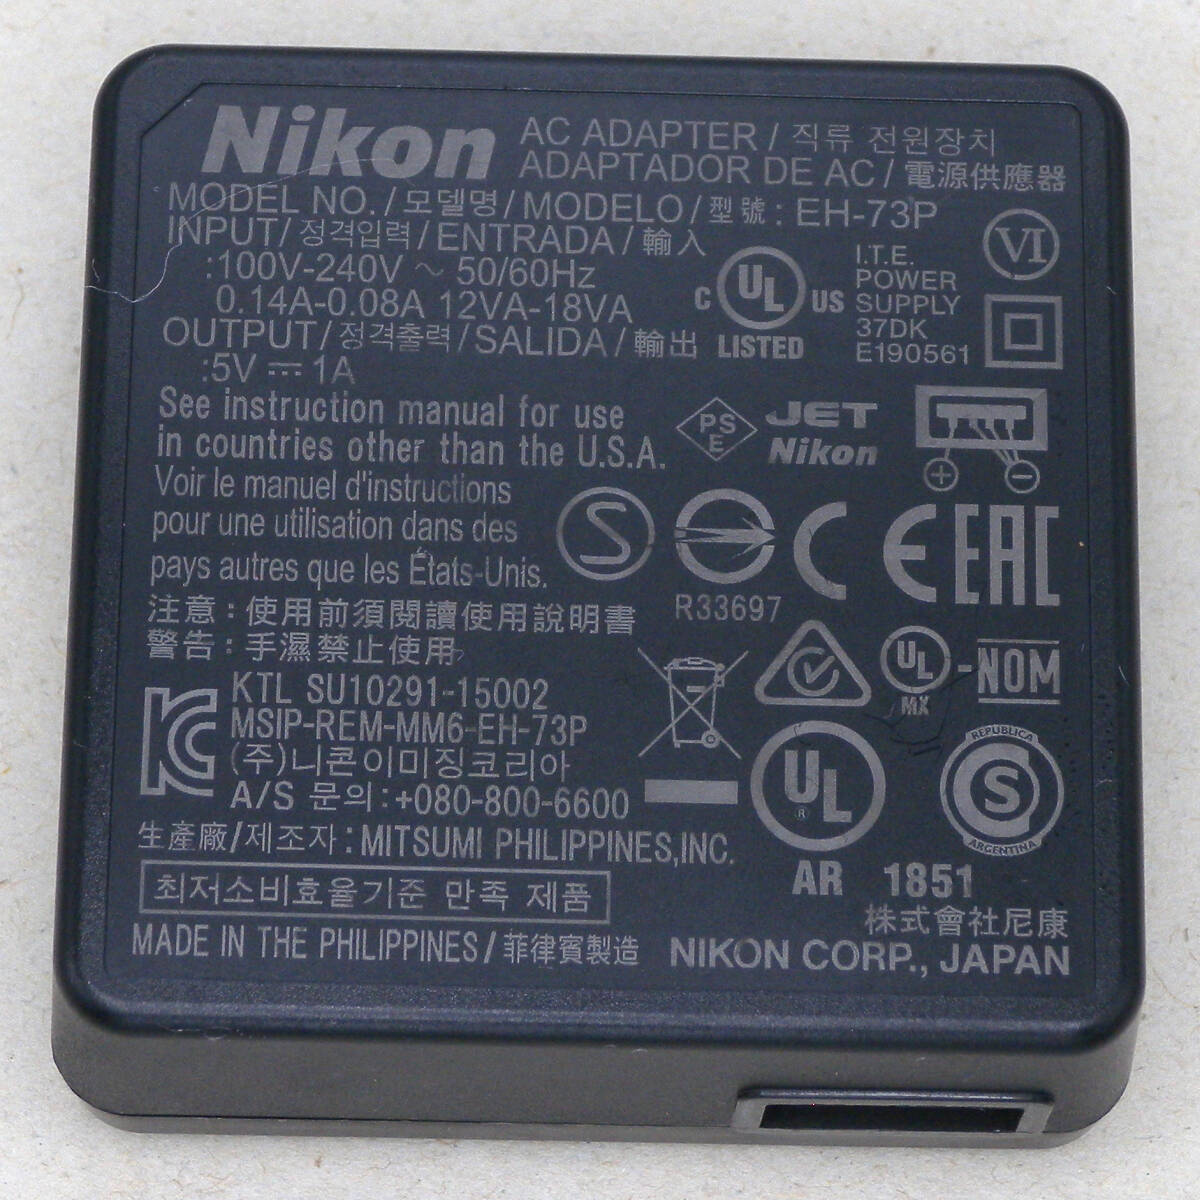 Nikon AC ADAPTER / 직류 전원장치
ADAPTADOR DE AC / 電源供應器
MODEL NO. / 모델명 / MODELO / 型號 : EH-73P
INPUT / 정격입력 / ENTRADA / 輸入
:100V-240V ~ 50/60Hz
0.14A-0.08A 12VA-18VA
OUTPUT / 정격출력 / SALIDA / 輸出
:5V ⎓ 1A
C UL US
LISTED
I.T.E.
POWER
SUPPLY
37DK
E190561
VI
See instruction manual for use
in countries other than the U.S.A.
Voir le manuel d'instructions
pour une utilisation dans des
pays autres que les États-Unis.
PS
E
JET
Nikon
+ −
S
R33697
CE
EAC
注意 : 使用前須閱讀使用說明書
警告 : 手濕禁止使用
KC
KTL SU10291-15002
MSIP-REM-MM6-EH-73P
(주)니콘이미징코리아
A/S 문의 : +080-800-6600
UL
MX
-NOM
UL
®
AR
REPUBLICA
S
ARGENTINA
1851
生產廠/제조자 : MITSUMI PHILIPPINES,INC.
최저소비효율기준 만족 제품
株式會社尼康
MADE IN THE PHILIPPINES / 菲律賓製造
NIKON CORP., JAPAN